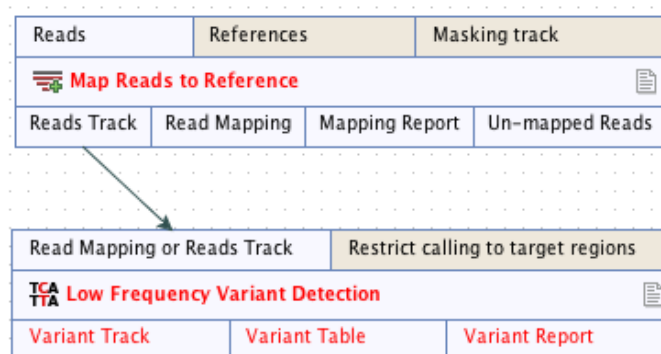 Reads References Masking track
Map Reads to Reference
Reads Track Read Mapping Mapping Report Un-mapped Reads
Read Mapping or Reads Track Restrict calling to target regions
TCA
TTA
Low Frequency Variant Detection
Variant Track Variant Table Variant Report